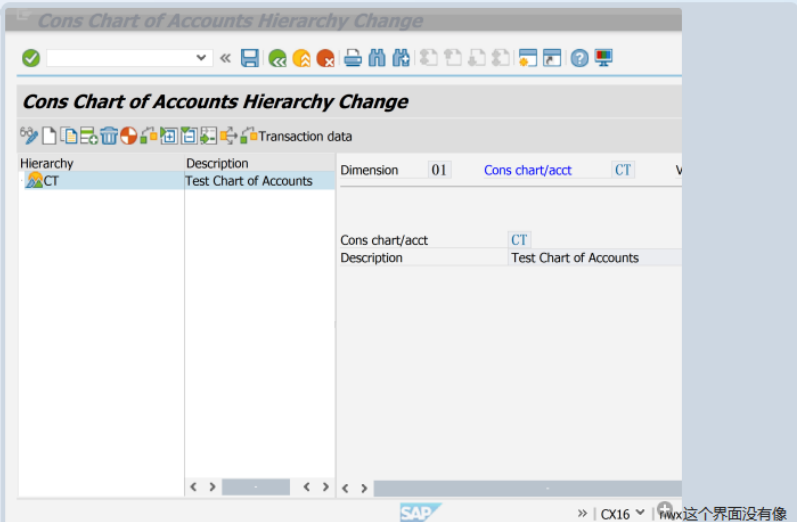 Cons Chart of Accounts Hierarchy Change
Cons Chart of Accounts Hierarchy Change
Transaction data
Hierarchy Description
CT Test Chart of Accounts
Dimension 01 Cons chart/acct CT V
Cons chart/acct CT
Description Test Chart of Accounts
SAP
CX16
这个界面没有像